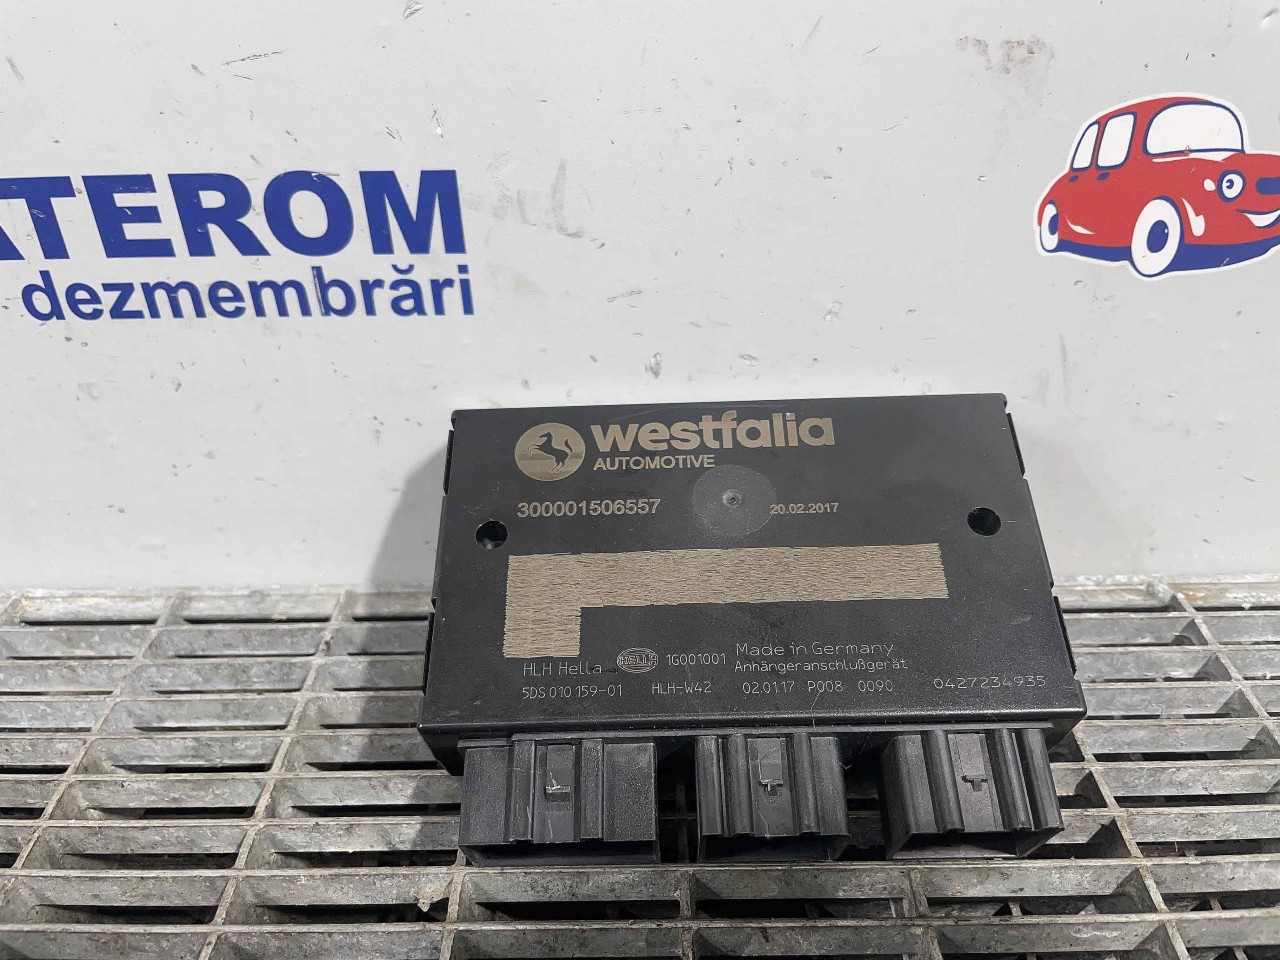 ATEROM
dezmembrări
westfalia
AUTOMOTIVE
300001506557
20.02.2017
HLH Hella HELLA 1G001001 Made in Germany
Anhängeranschlußgerät
5DS 010 159-01 HLH-W42 02.01.17 P008 0090 0427234935